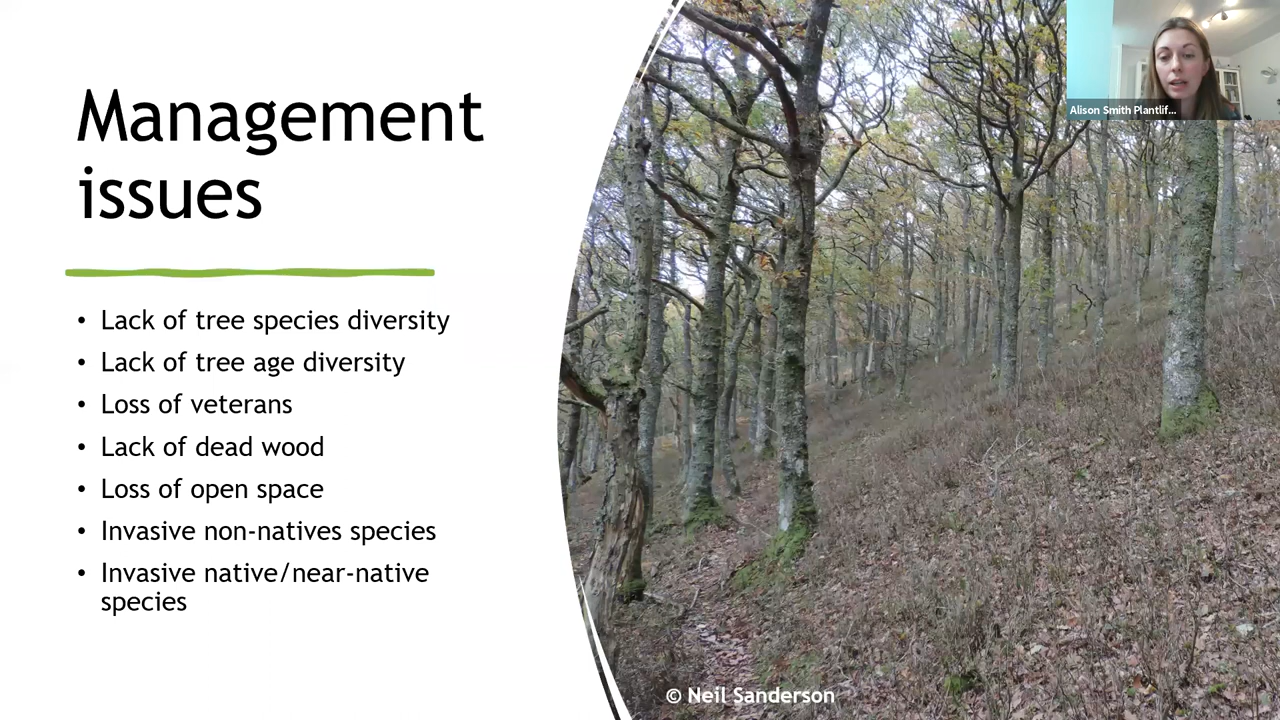 Management
issues
• Lack of tree species diversity
• Lack of tree age diversity
• Loss of veterans
• Lack of dead wood
• Loss of open space
• Invasive non-natives species
• Invasive native/near-native
species
Alison Smith Plantlif...
© Neil Sanderson